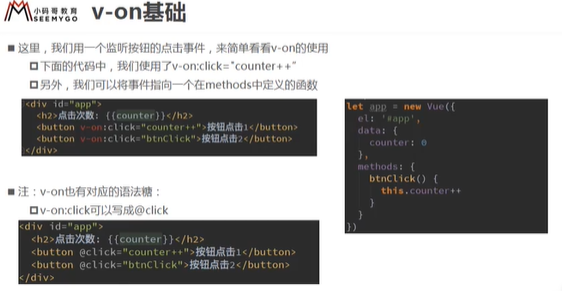 小码哥教育
SEEMYGO
v-on基础
这里，我们用一个监听按钮的点击事件，来简单看看v-on的使用
下面的代码中，我们使用了v-on:click="counter++"
另外，我们可以将事件指向一个在methods中定义的函数
<div id="app">
<h2>点击次数: {{counter}}</h2>
<button v-on:click="counter++">按钮点击1</button>
<button v-on:click="btnClick">按钮点击2</button>
</div>
注：v-on也有对应的语法糖：
v-on:click可以写成@click
<div id="app">
<h2>点击次数: {{counter}}</h2>
<button @click="counter++">按钮点击1</button>
<button @click="btnClick">按钮点击2</button>
</div>
let app = new Vue({
el: '#app',
data: {
counter: 0
},
methods: {
btnClick() {
this.counter++
}
}
})